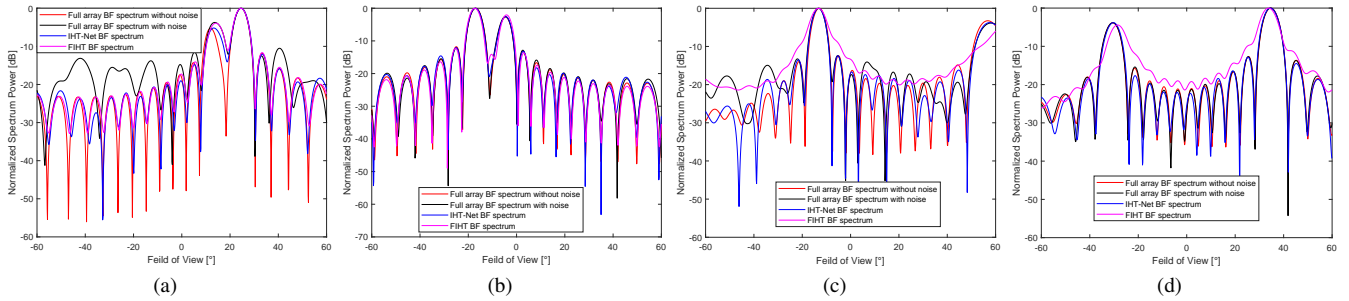 0
-10
-20
-30
-40
-50
-60
Normalized Spectrum Power [dB]
Full array BF spectrum without noise
Full array BF spectrum with noise
IHT-Net BF spectrum
FIHT BF spectrum
-60 -40 -20 0 20 40 60
Feild of View [°]
(a)
0
-10
-20
-30
-40
-50
-60
-70
Normalized Spectrum Power [dB]
Full array BF spectrum without noise
Full array BF spectrum with noise
IHT-Net BF spectrum
FIHT BF spectrum
-60 -40 -20 0 20 40 60
Feild of View [°]
(b)
0
-10
-20
-30
-40
-50
-60
Normalized Spectrum Power [dB]
Full array BF spectrum without noise
Full array BF spectrum with noise
IHT-Net BF spectrum
FIHT BF spectrum
-60 -40 -20 0 20 40 60
Feild of View [°]
(c)
0
-10
-20
-30
-40
-50
-60
Normalized Spectrum Power [dB]
Full array BF spectrum without noise
Full array BF spectrum with noise
IHT-Net BF spectrum
FIHT BF spectrum
-60 -40 -20 0 20 40 60
Feild of View [°]
(d)